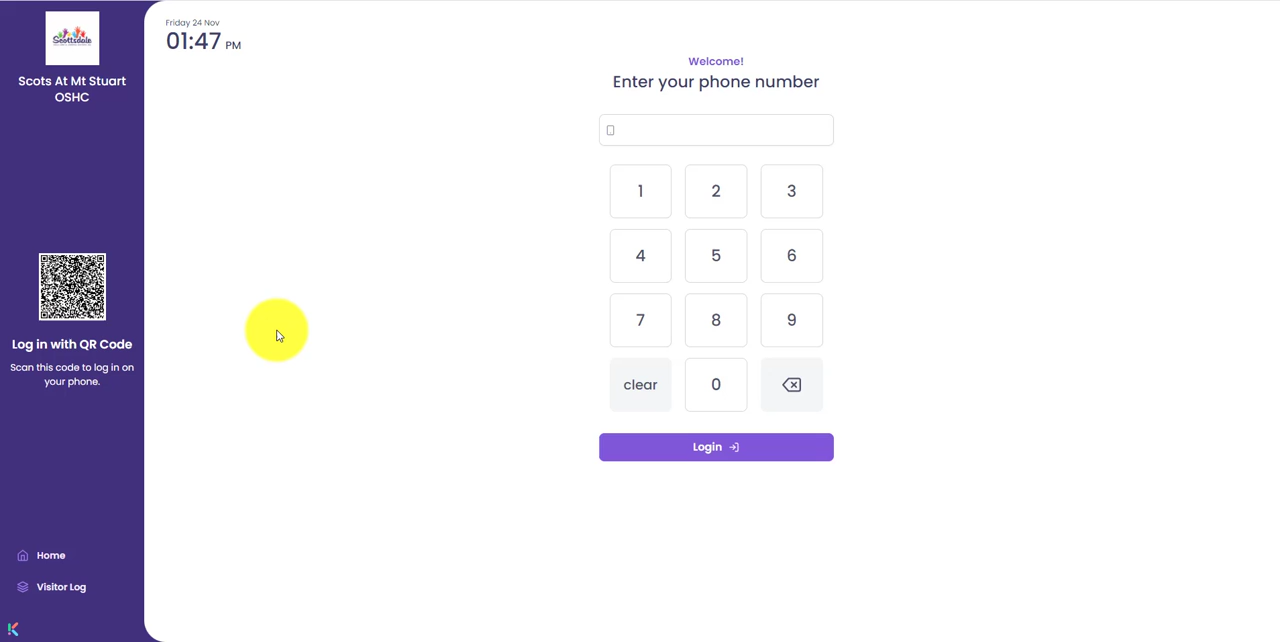 Scottsdale
Scots At Mt Stuart
OSHC
Log in with QR Code
Scan this code to log in on
your phone.
Home
Visitor Log
Friday 24 Nov
01:47 PM
Welcome!
Enter your phone number
1 2 3
4 5 6
7 8 9
clear 0
Login